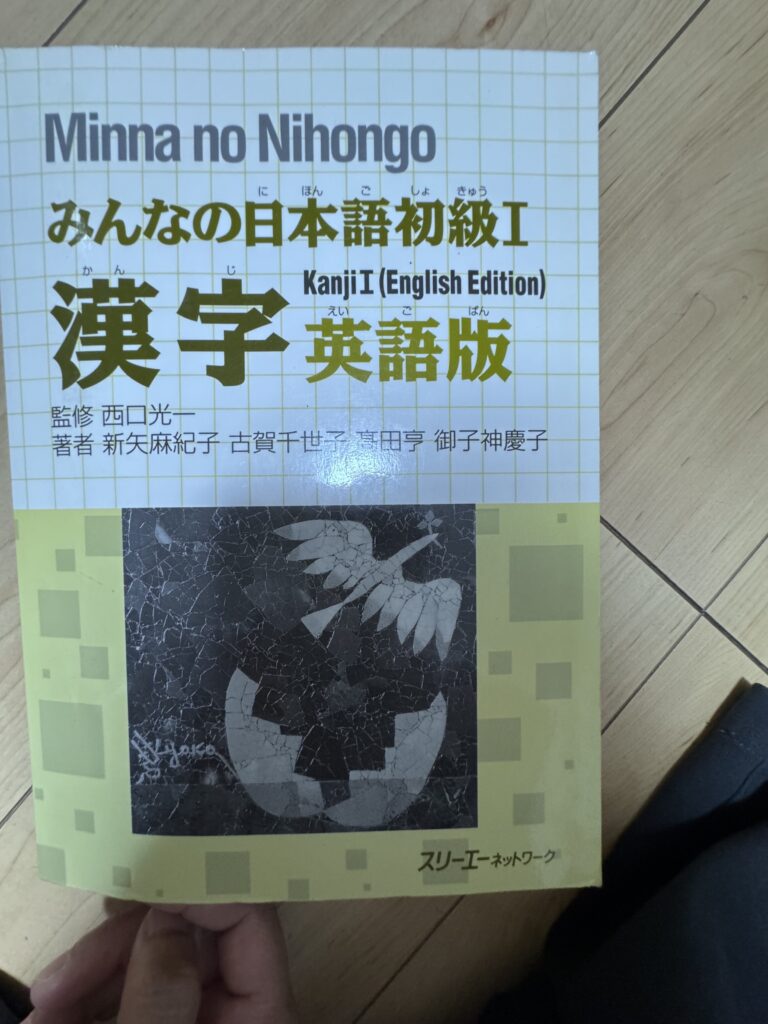 Minna no Nihongo
に ほん ご しょ きゅう
みんなの日本語初級I
かん じ
漢字
Kanji I (English Edition)
えい ご ばん
英語版
監修 西口光一
著者 新矢麻紀子 古賀千世子 髙田亨 御子神慶子
Kyoko
スリーエーネットワーク